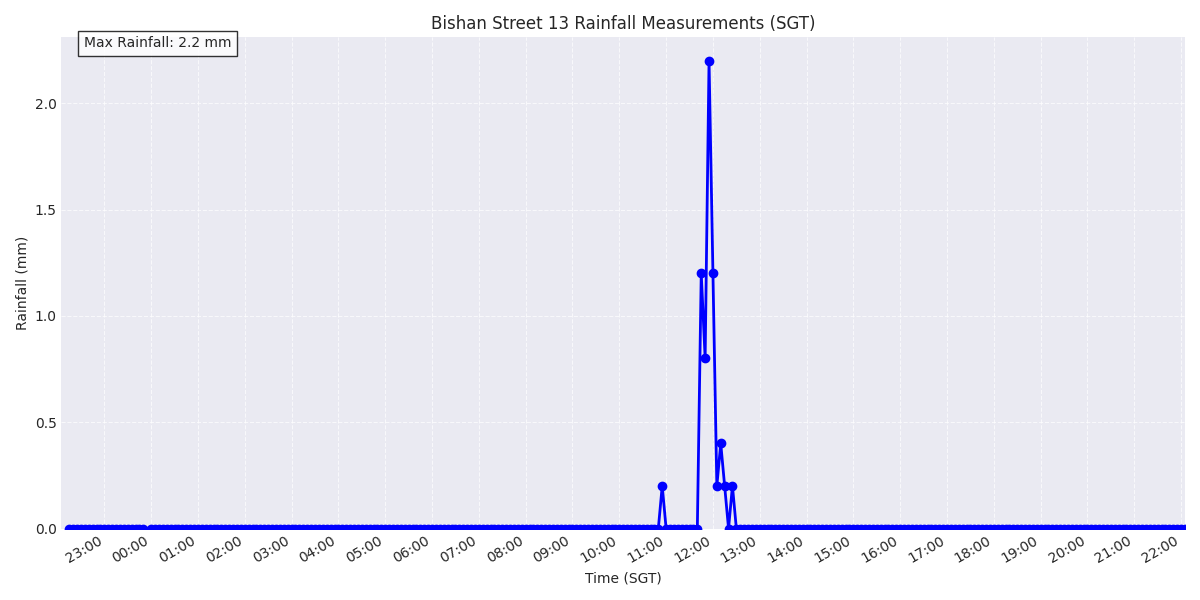 Bishan Street 13 Rainfall Measurements (SGT)
Max Rainfall: 2.2 mm
Rainfall (mm)
2.0
1.5
1.0
0.5
0.0
23:00 00:00 01:00 02:00 03:00 04:00 05:00 06:00 07:00 08:00 09:00 10:00 11:00 12:00 13:00 14:00 15:00 16:00 17:00 18:00 19:00 20:00 21:00 22:00
Time (SGT)